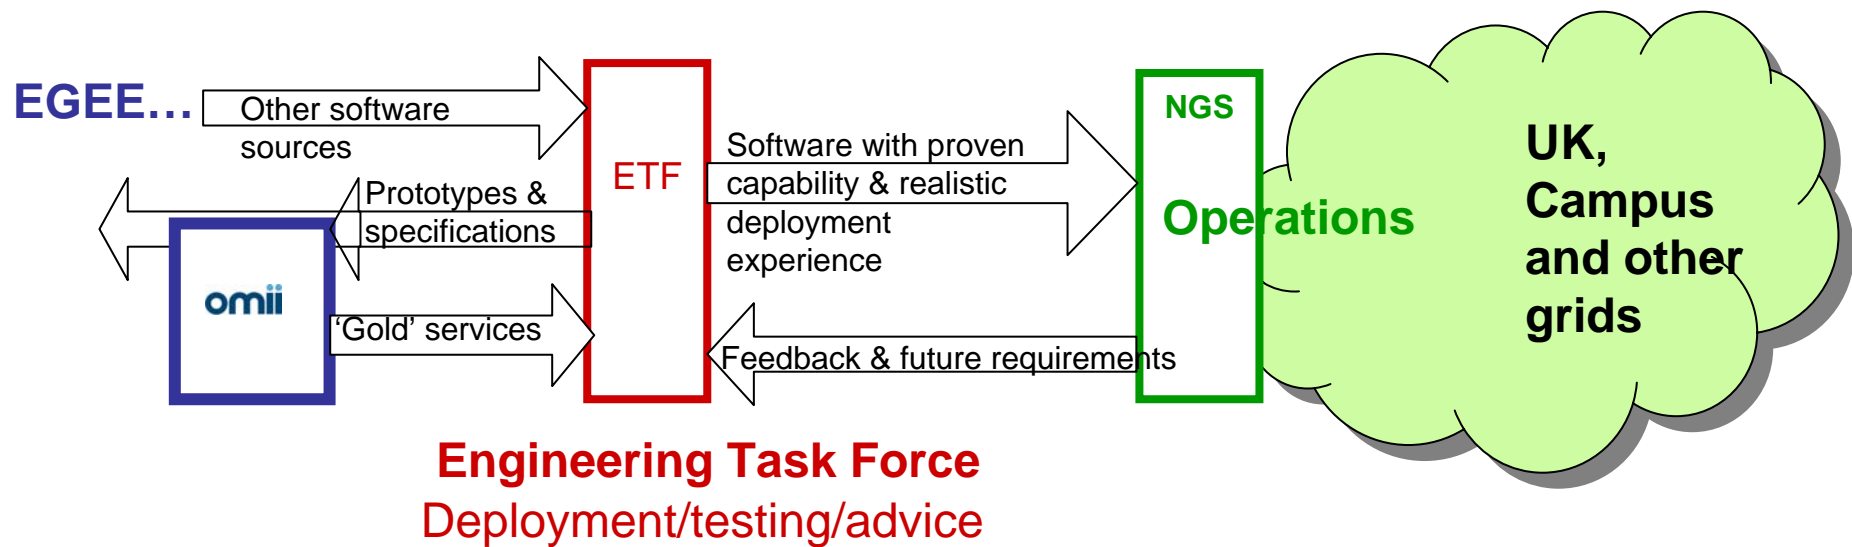 EGEE…
Other software
sources
Prototypes &
specifications
omii
‘Gold’ services
ETF
Software with proven
capability & realistic
deployment
experience
Feedback & future requirements
NGS
Operations
UK,
Campus
and other
grids
Engineering Task Force
Deployment/testing/advice